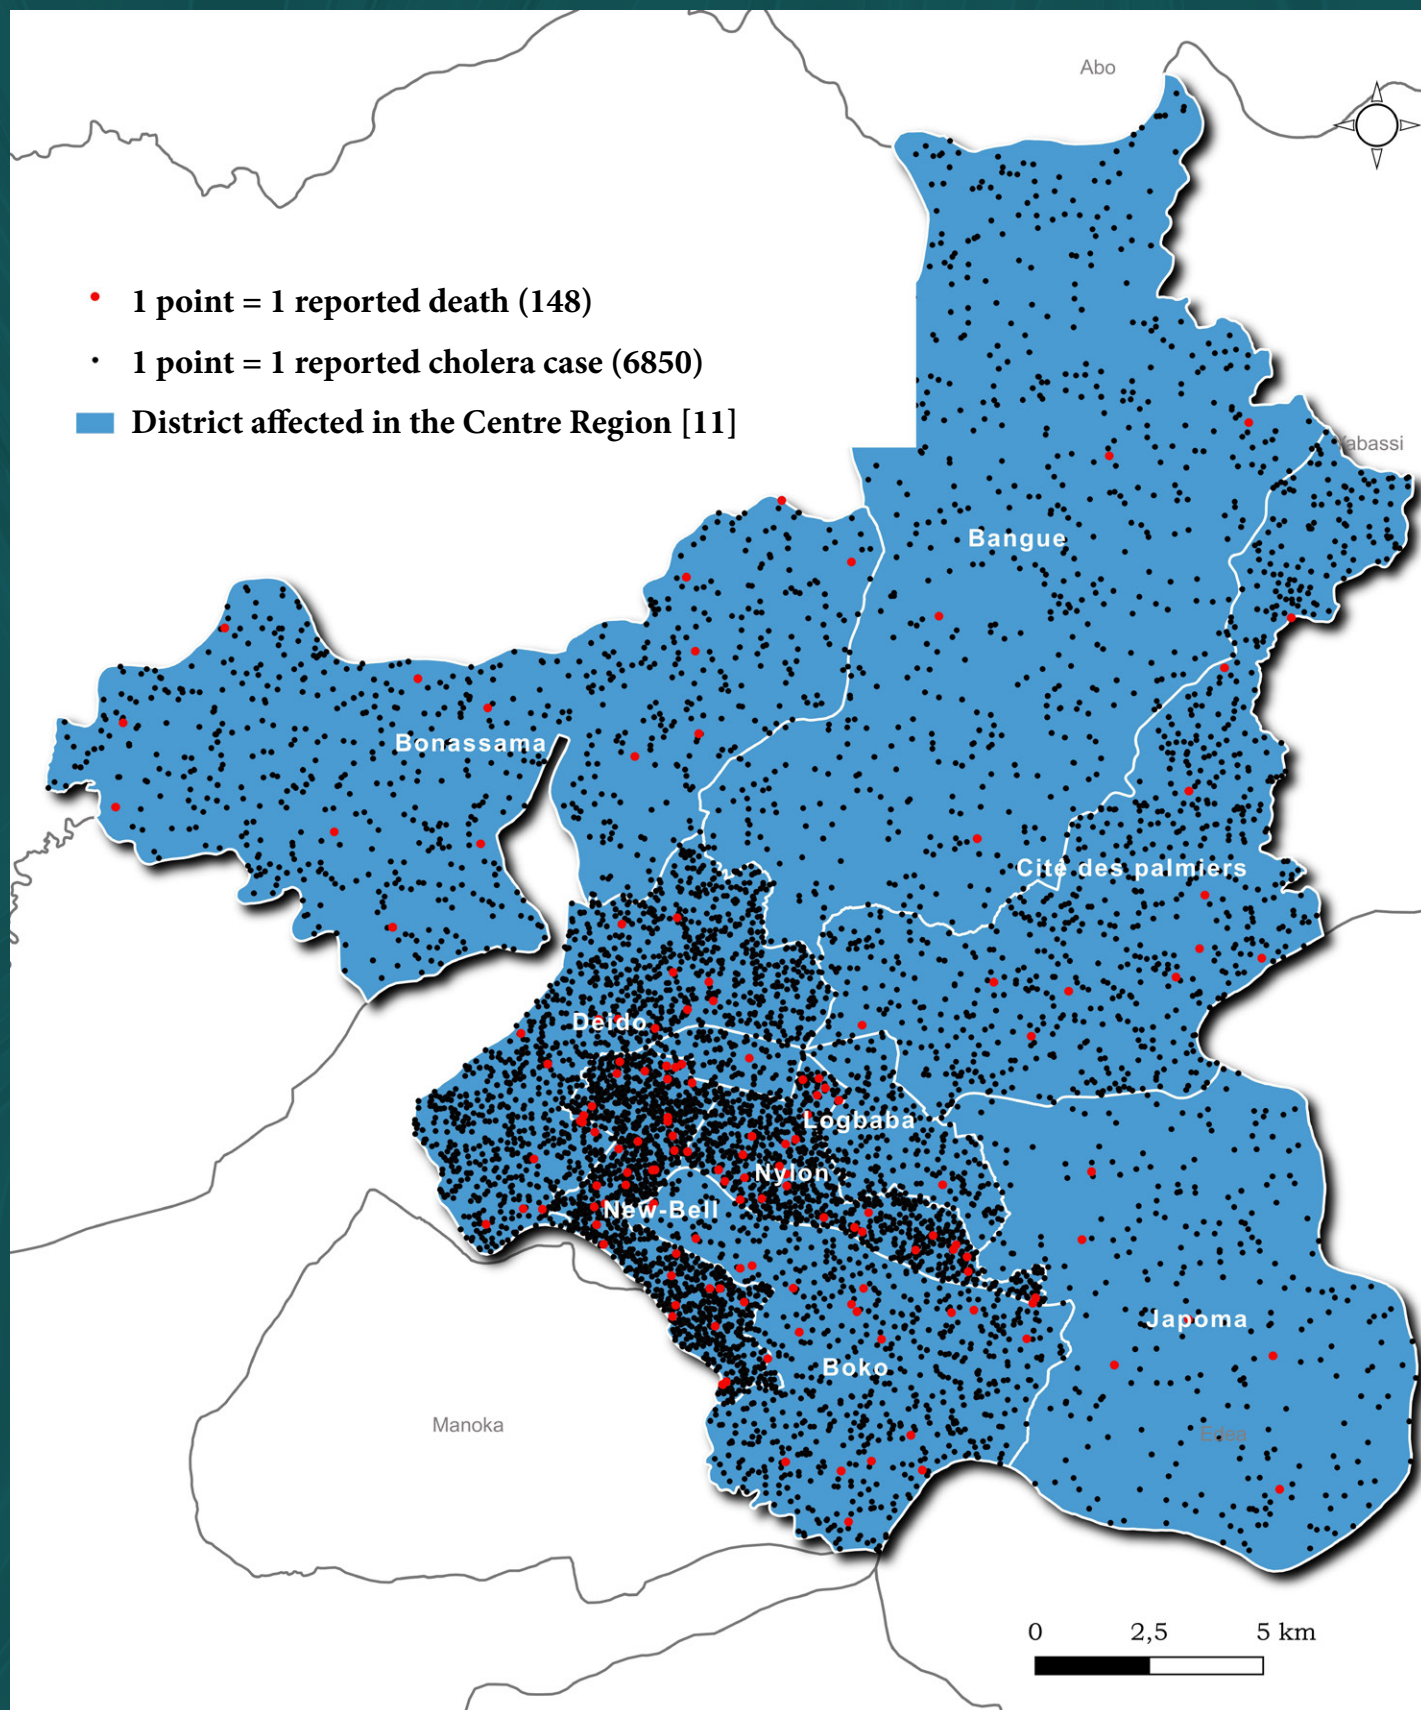 Abo
1 point = 1 reported death (148)
1 point = 1 reported cholera case (6850)
District affected in the Centre Region [11]
Yabassi
Bangue
Bonassama
Cité des palmiers
Deido
Logbaba
Nylon
New-Bell
Japoma
Boko
Manoka
Edea
0 2,5 5 km